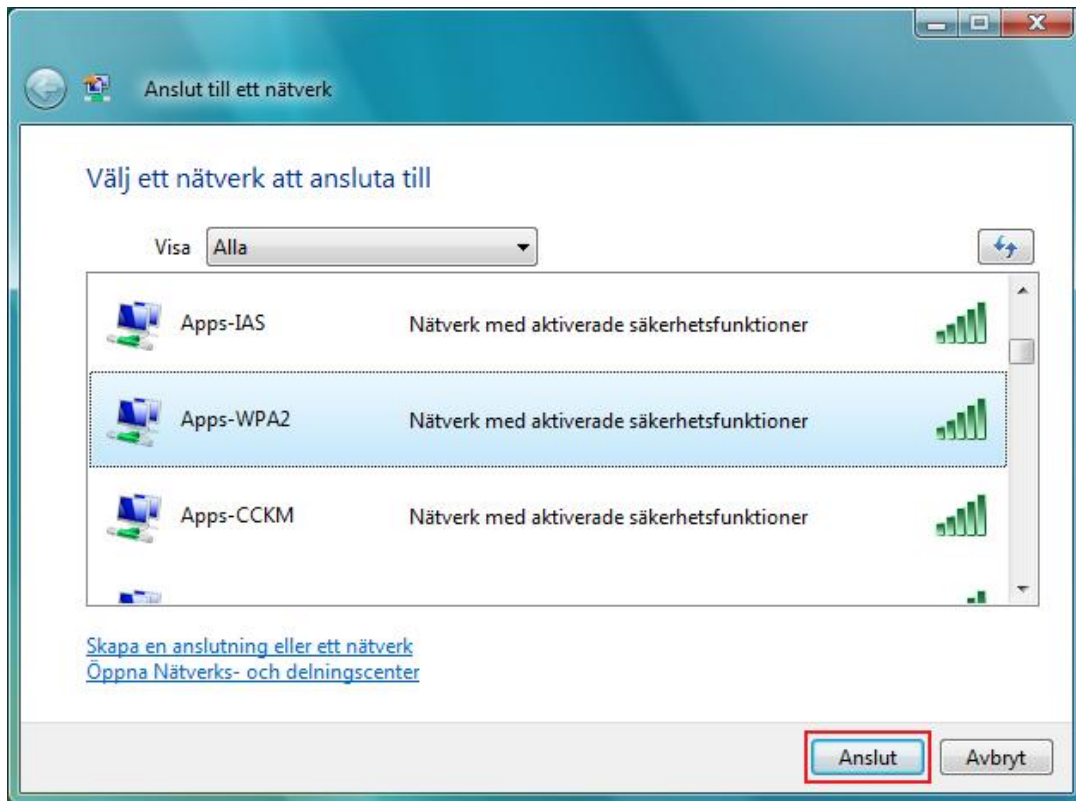 Anslut till ett nätverk
Välj ett nätverk att ansluta till
Visa Alla
Apps-IAS Nätverk med aktiverade säkerhetsfunktioner
Apps-WPA2 Nätverk med aktiverade säkerhetsfunktioner
Apps-CCKM Nätverk med aktiverade säkerhetsfunktioner
Skapa en anslutning eller ett nätverk
Öppna Nätverks- och delningscenter
Anslut Avbryt